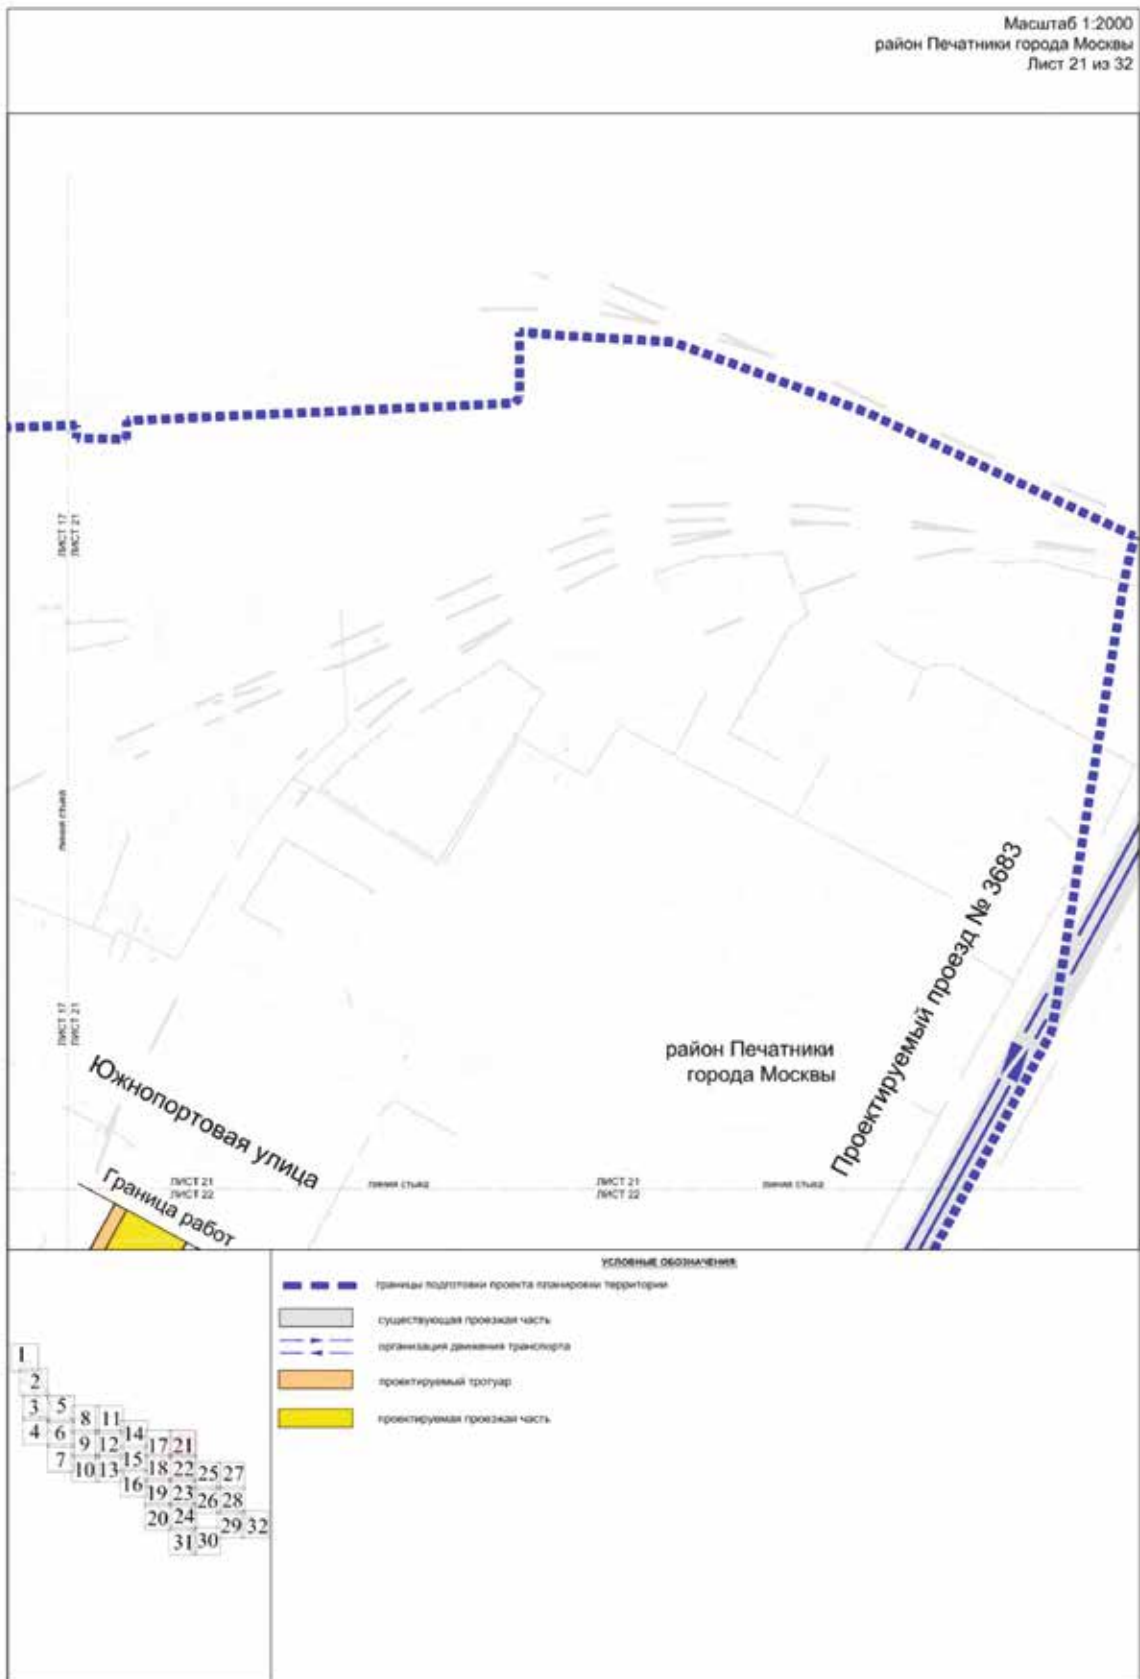 Масштаб 1:2000
район Печатники города Москвы
Лист 21 из 32
ЛИСТ 17
ЛИСТ 21
линия стыка
ЛИСТ 17
ЛИСТ 21
Южнопортовая улица
Граница работ
район Печатники
города Москвы
Проектируемый проезд № 3683
ЛИСТ 21
ЛИСТ 22
линия стыка
ЛИСТ 21
ЛИСТ 22
линия стыка
УСЛОВНЫЕ ОБОЗНАЧЕНИЯ:
границы подготовки проекта планировки территории
существующая проезжая часть
организация движения транспорта
проектируемый тротуар
проектируемая проезжая часть
1
2
3 5
8 11
4 6
14
9 12
17 21
7
15
10 13
18 22
25 27
16
19 23
26 28
20 24
29 32
31 30